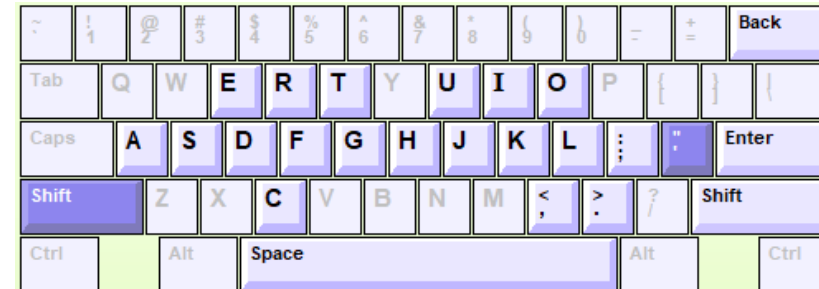 ~ ` ! 1 @ 2 # 3 $ 4 % 5 ^ 6 & 7 * 8 ( 9 ) 0 _ - + = Back
Tab Q W E R T Y U I O P { [ } ] | \
Caps A S D F G H J K L : ; " ' Enter
Shift Z X C V B N M < , > . ? / Shift
Ctrl Alt Space Alt Ctrl